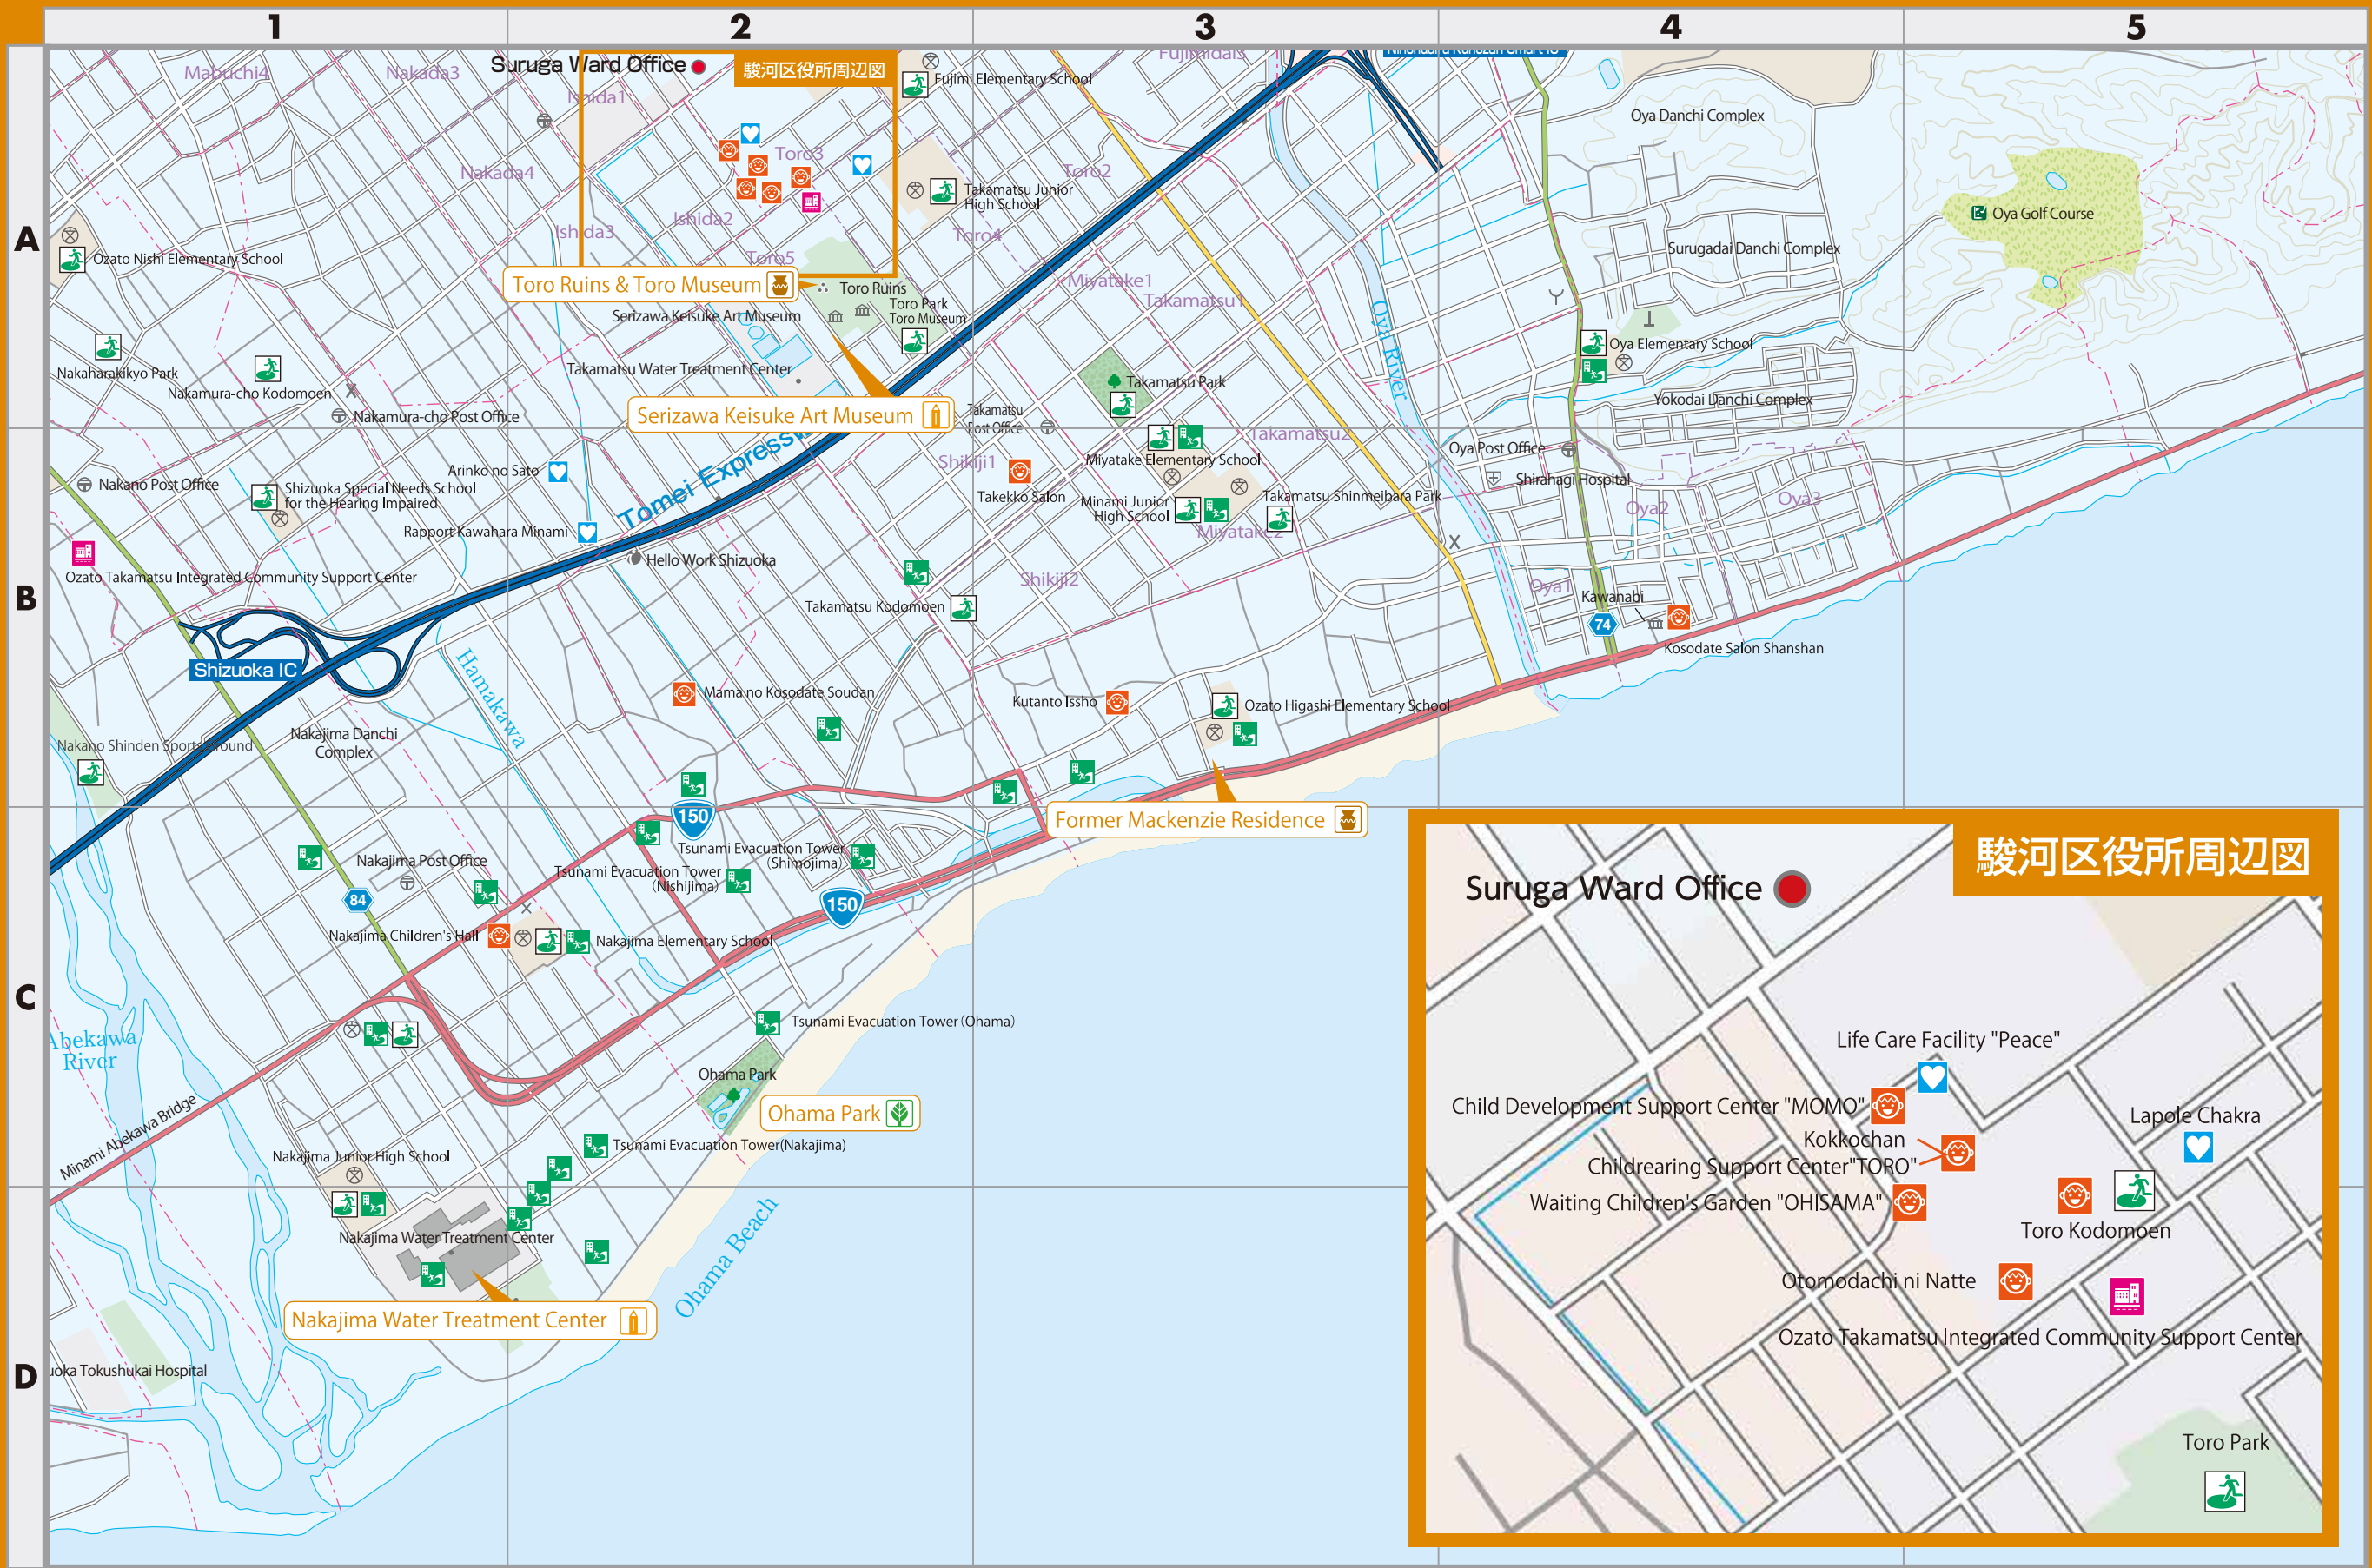 1
2
3
4
5
A
B
C
D
Suruga Ward Office
駿河区役所周辺図
Mabuchi4
Nakada3
Ishida1
Fujimi Elementary School
Fujimidai3
Oya Danchi Complex
Nakada4
Toro3
Toro2
Takamatsu Junior
High School
Ishida2
Ishida3
Toro4
Toro5
Oya Golf Course
Surugadai Danchi Complex
Ozato Nishi Elementary School
Toro Ruins & Toro Museum
Toro Ruins
Toro Park
Toro Museum
Serizawa Keisuke Art Museum
Miyatake1
Takamatsu1
Oya River
Oya Elementary School
Nakaharakikyo Park
Nakamura-cho Kodomoen
Nakamura-cho Post Office
Takamatsu Water Treatment Center
Takamatsu Park
Yokodai Danchi Complex
Serizawa Keisuke Art Museum
Takamatsu
Post Office
Takamatsu2
Oya Post Office
Shikiji1
Miyatake Elementary School
Shirahagi Hospital
Arinko no Sato
Nakano Post Office
Shizuoka Special Needs School
for the Hearing Impaired
Takekko Salon
Minami Junior
High School
Takamatsu Shinmeibara Park
Miyatake2
Oya2
Oya3
Rapport Kawahara Minami
Tomei Express
Hello Work Shizuoka
Ozato Takamatsu Integrated Community Support Center
Shikiji2
Takamatsu Kodomoen
Oya1
Kawanabi
74
Kosodate Salon Shanshan
Shizuoka IC
Hamakawa
Mama no Kosodate Soudan
Kutanto Issho
Ozato Higashi Elementary School
Nakano Shinden Sports Ground
Nakajima Danchi
Complex
150
Former Mackenzie Residence
Tsunami Evacuation Tower
(Shimojima)
Nakajima Post Office
Tsunami Evacuation Tower
(Nishijima)
84
150
Nakajima Children's Hall
Nakajima Elementary School
Tsunami Evacuation Tower (Ohama)
Abekawa
River
Ohama Park
Ohama Park
Minami Abekawa Bridge
Tsunami Evacuation Tower(Nakajima)
Nakajima Junior High School
Nakajima Water Treatment Center
Ohama Beach
Nakajima Water Treatment Center
uoka Tokushukai Hospital
駿河区役所周辺図
Suruga Ward Office
Life Care Facility "Peace"
Child Development Support Center "MOMO"
Lapole Chakra
Kokkochan
Childrearing Support Center"TORO"
Waiting Children's Garden "OHISAMA"
Toro Kodomoen
Otomodachi ni Natte
Ozato Takamatsu Integrated Community Support Center
Toro Park